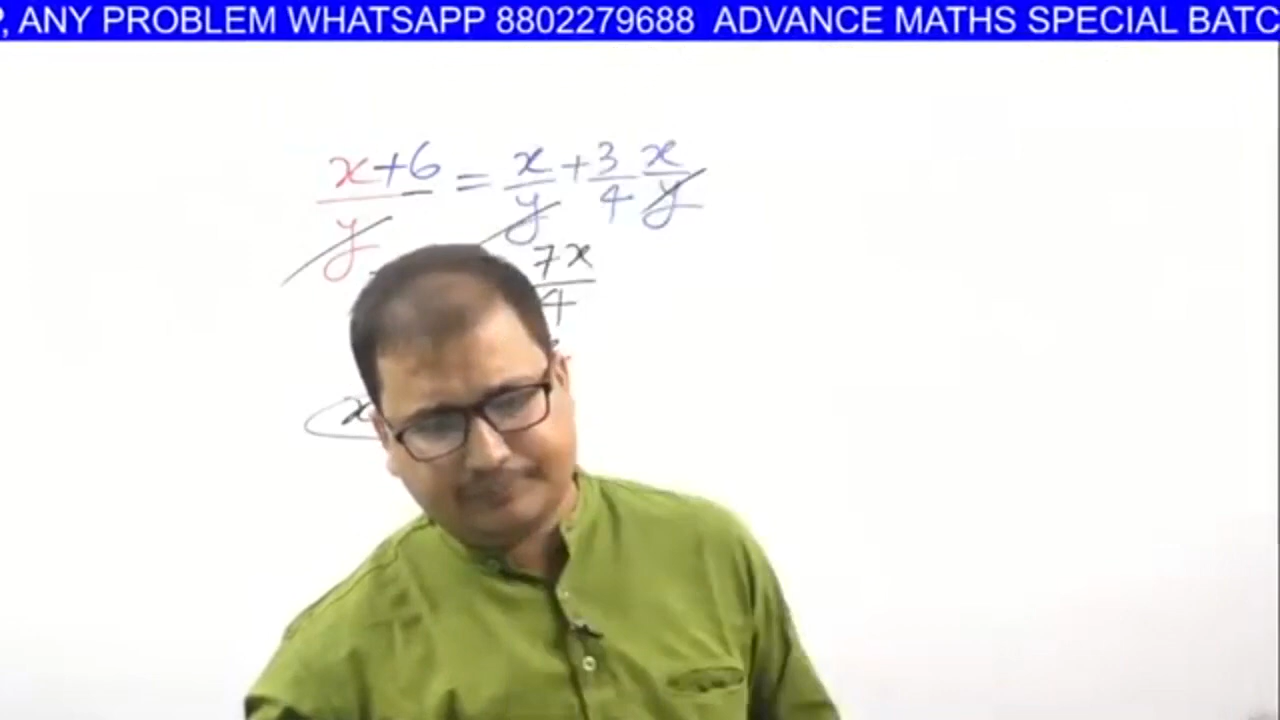 , ANY PROBLEM WHATSAPP 8802279688 ADVANCE MATHS SPECIAL BATC
x+6/y = x/y + 3/4 x/y
7x/4
x